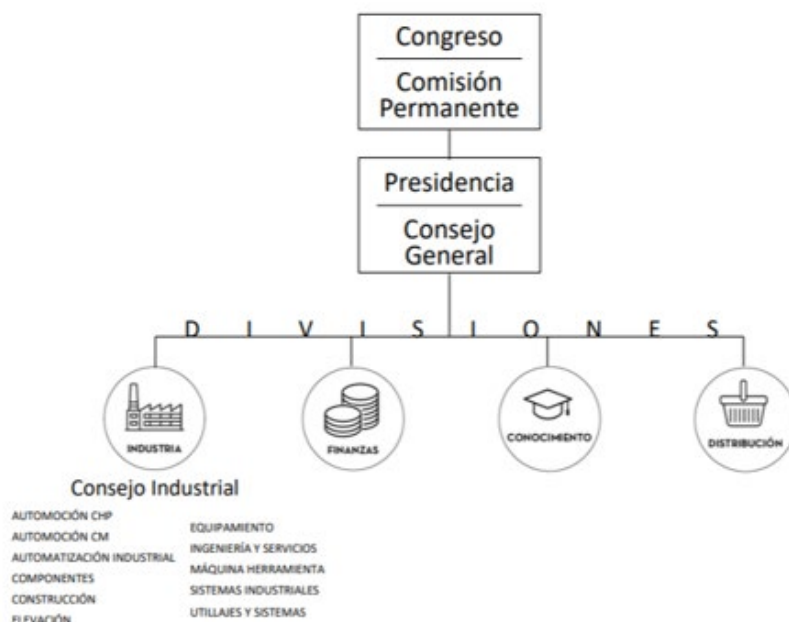 Congreso
Comisión
Permanente
Presidencia
Consejo
General
D I V I S I O N E S
INDUSTRIA
FINANZAS
CONOCIMIENTO
DISTRIBUCIÓN
Consejo Industrial
AUTOMOCIÓN CHP
AUTOMOCIÓN CM
AUTOMATIZACIÓN INDUSTRIAL
COMPONENTES
CONSTRUCCIÓN
ELEVACIÓN
EQUIPAMIENTO
INGENIERÍA Y SERVICIOS
MÁQUINA HERRAMIENTA
SISTEMAS INDUSTRIALES
UTILLAJES Y SISTEMAS